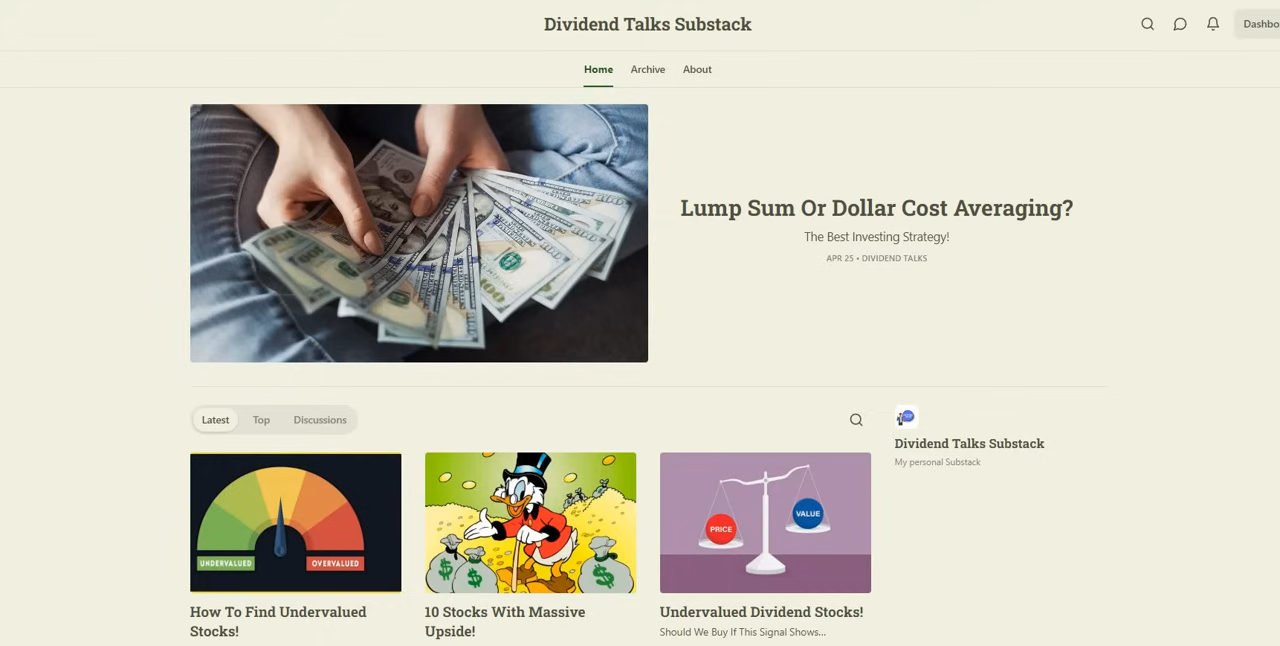 Dividend Talks Substack
Dashbo
Home Archive About
Lump Sum Or Dollar Cost Averaging?
The Best Investing Strategy!
APR 25 • DIVIDEND TALKS
Latest Top Discussions
Dividend Talks Substack
My personal Substack
UNDERVALUED OVERVALUED
$ $ $
PRICE VALUE
How To Find Undervalued
Stocks!
10 Stocks With Massive
Upside!
Undervalued Dividend Stocks!
Should We Buy If This Signal Shows...